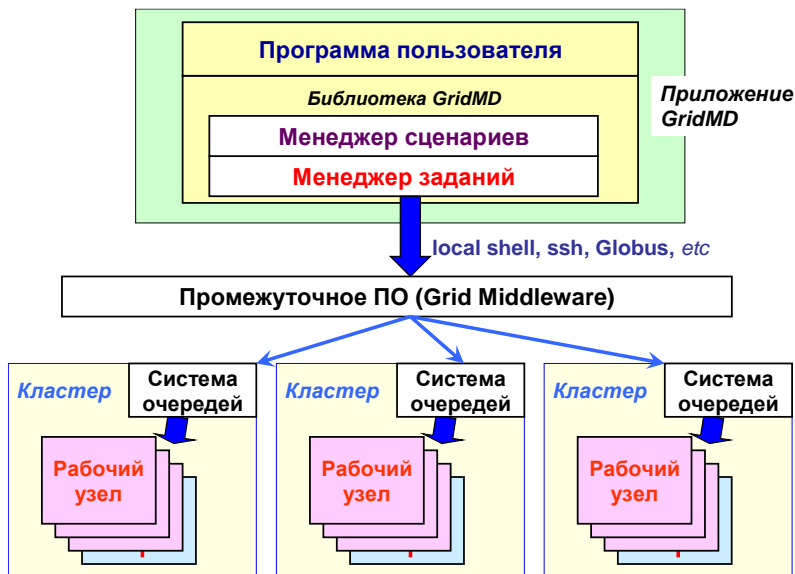 Программа пользователя
Библиотека GridMD
Менеджер сценариев
Менеджер заданий
Приложение
GridMD
local shell, ssh, Globus, etc
Промежуточное ПО (Grid Middleware)
Кластер
Система
очередей
Рабочий
узел
Кластер
Система
очередей
Рабочий
узел
Кластер
Система
очередей
Рабочий
узел